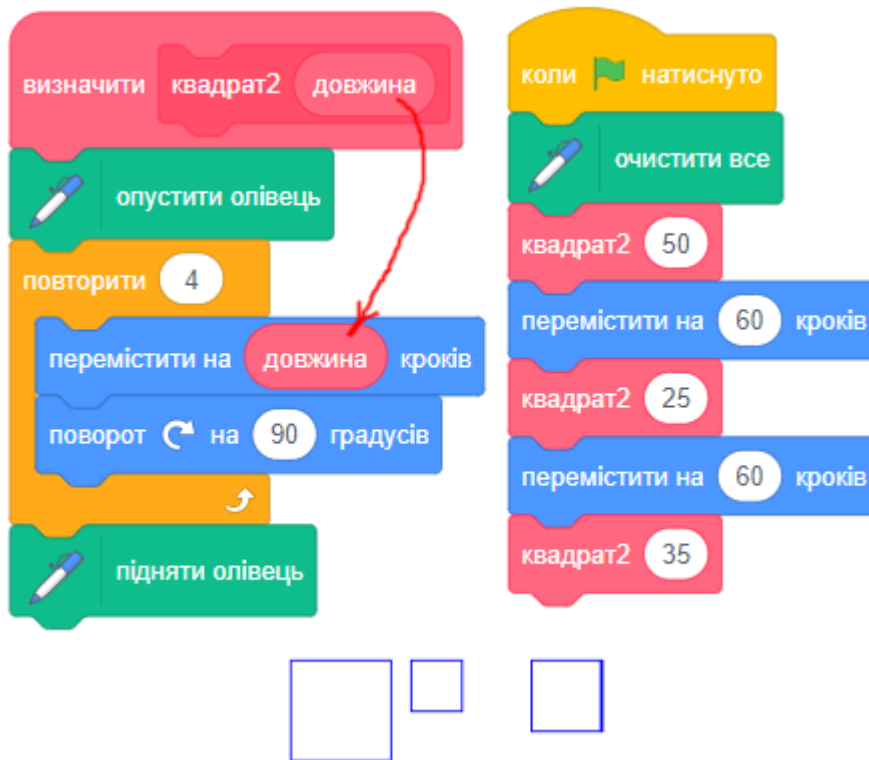 визначити квадрат2 довжина
опустити олівець
повторити 4
перемістити на довжина кроків
поворот на 90 градусів
підняти олівець
коли натиснуто
очистити все
квадрат2 50
перемістити на 60 кроків
квадрат2 25
перемістити на 60 кроків
квадрат2 35